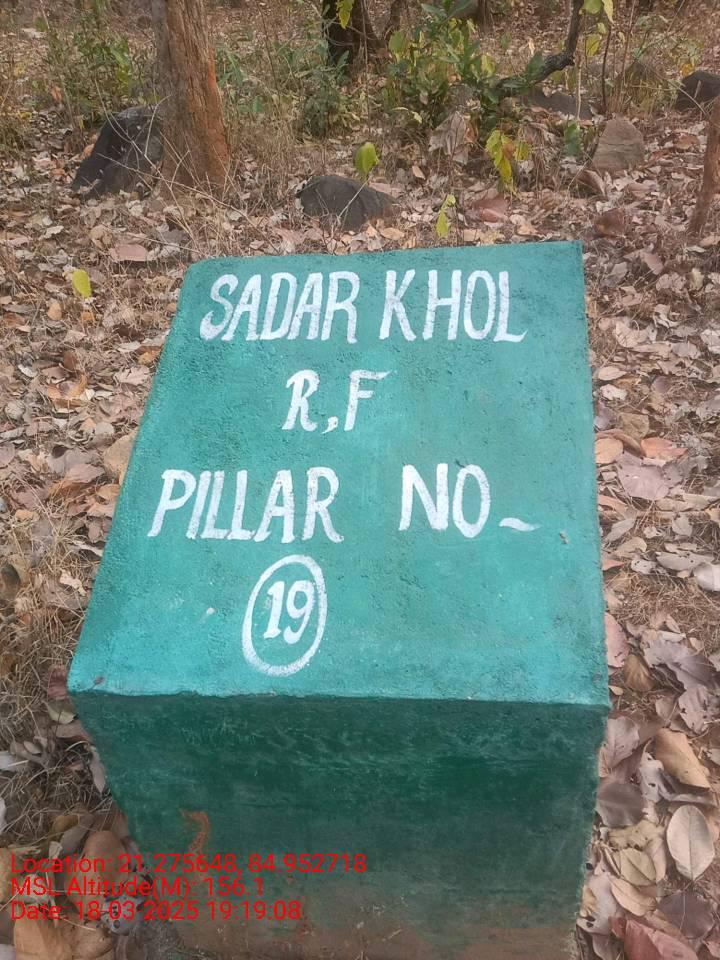 SADAR KHOL
R,F
PILLAR NO-
19
Location: 21.275648, 84.952718
MSL Altitude(M): 156.1
Date: 18-03-2025 19:19:08